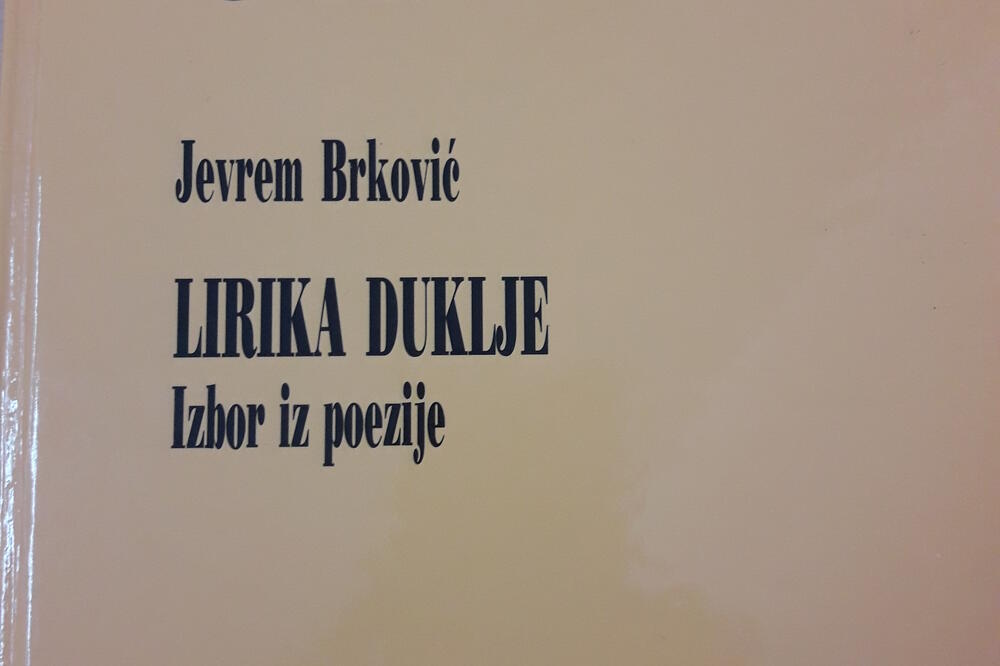 Jevrem Brković
LIRIKA DUKLJE
Izbor iz poezije